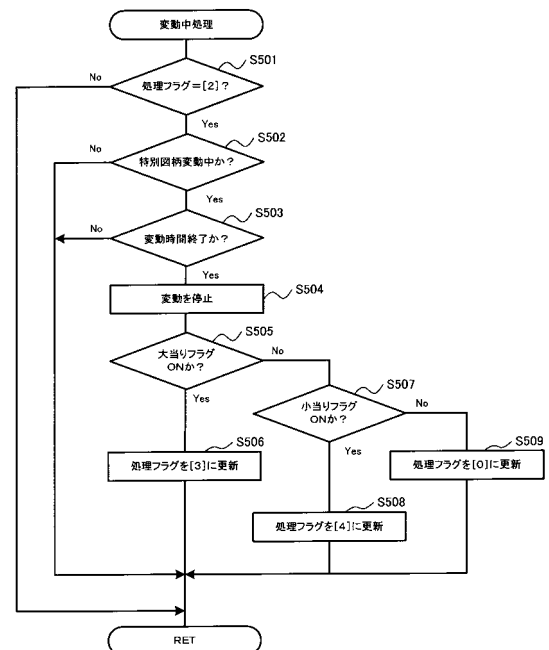 変動中処理
S501
処理フラグ=[2]?
No
Yes
S502
特別図柄変動中か?
No
Yes
S503
変動時間終了か?
No
Yes
S504
変動を停止
S505
大当りフラグ
ONか?
No
Yes
S507
小当りフラグ
ONか?
No
Yes
S506
処理フラグを[3]に更新
S509
処理フラグを[0]に更新
S508
処理フラグを[4]に更新
RET